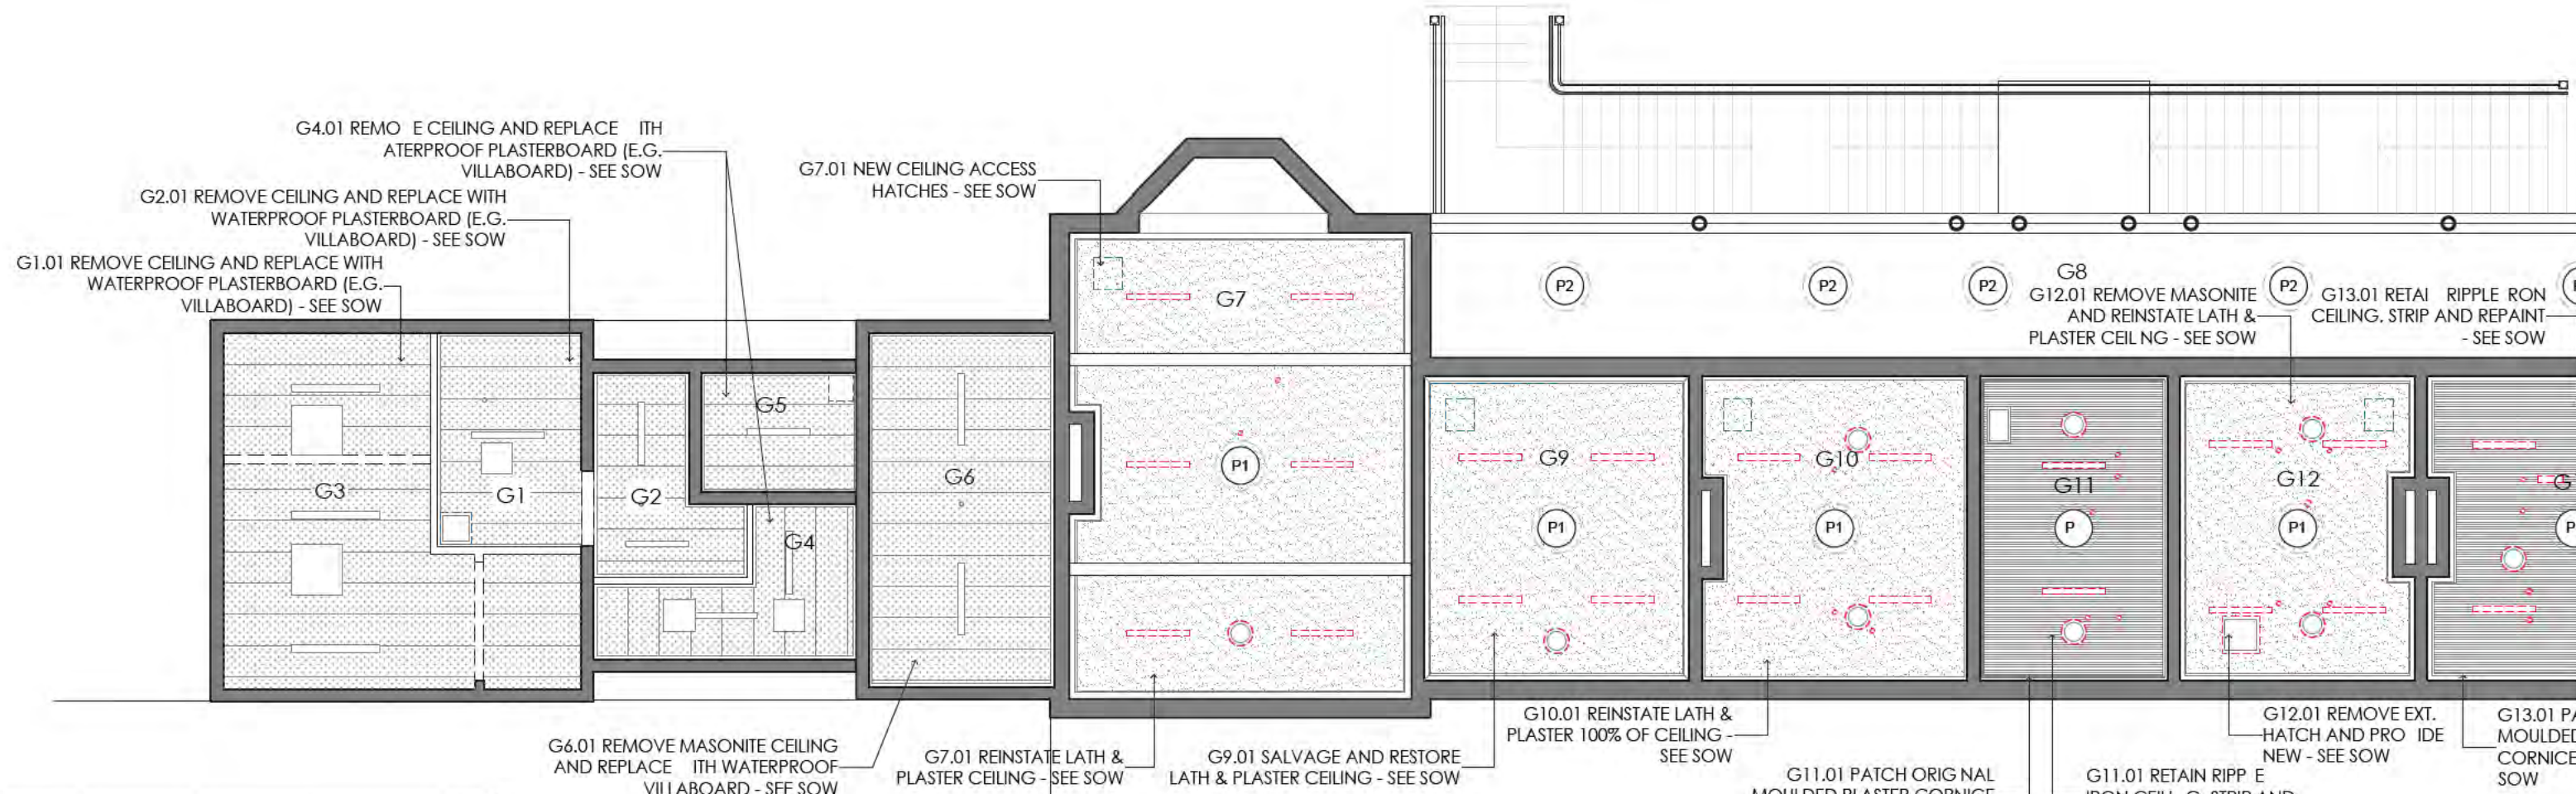 G4.01 REMO E CEILING AND REPLACE ITH
ATERPROOF PLASTERBOARD (E.G.
VILLABOARD) - SEE SOW
G2.01 REMOVE CEILING AND REPLACE WITH
WATERPROOF PLASTERBOARD (E.G.
VILLABOARD) - SEE SOW
G1.01 REMOVE CEILING AND REPLACE WITH
WATERPROOF PLASTERBOARD (E.G.
VILLABOARD) - SEE SOW
G7.01 NEW CEILING ACCESS
HATCHES - SEE SOW
P2
P2
P2
G8
P2
G12.01 REMOVE MASONITE
AND REINSTATE LATH &
PLASTER CEIL NG - SEE SOW
G13.01 RETAI RIPPLE RON
CEILING. STRIP AND REPAINT
- SEE SOW
G7
G3
G1
G2
G5
G4
G6
P1
G9
P1
G10
P1
G11
P
G12
P1
G
P
G6.01 REMOVE MASONITE CEILING
AND REPLACE ITH WATERPROOF
VILLABOARD - SEE SOW
G7.01 REINSTATE LATH &
PLASTER CEILING - SEE SOW
G9.01 SALVAGE AND RESTORE
LATH & PLASTER CEILING - SEE SOW
G10.01 REINSTATE LATH &
PLASTER 100% OF CEILING -
SEE SOW
G11.01 PATCH ORIG NAL
MOULDED PLASTER CORNICE
G11.01 RETAIN RIPP E
G12.01 REMOVE EXT.
HATCH AND PRO IDE
NEW - SEE SOW
G13.01 PA
MOULDED
CORNICE
SOW